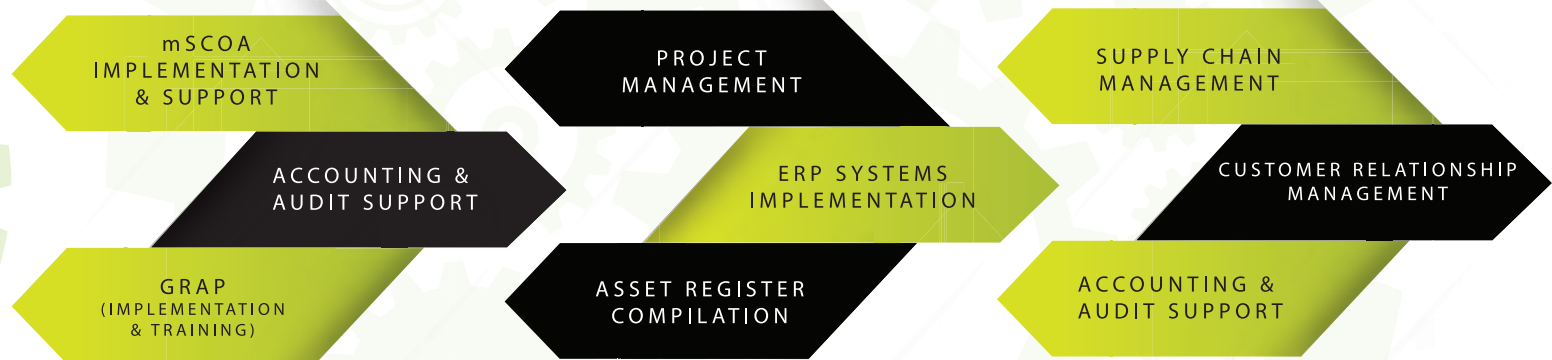 mSCOA
IMPLEMENTATION
& SUPPORT
ACCOUNTING &
AUDIT SUPPORT
GRAP
(IMPLEMENTATION
& TRAINING)
PROJECT
MANAGEMENT
ERP SYSTEMS
IMPLEMENTATION
ASSET REGISTER
COMPILATION
SUPPLY CHAIN
MANAGEMENT
CUSTOMER RELATIONSHIP
MANAGEMENT
ACCOUNTING &
AUDIT SUPPORT